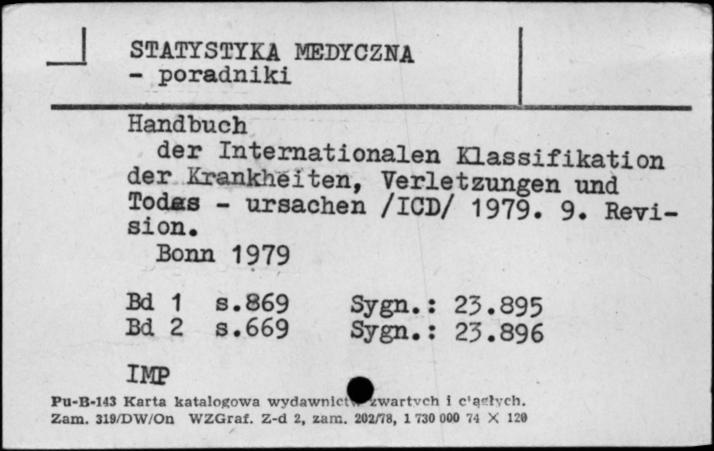 STATYSTYKA MEDYCZNA
- poradniki
Handbuch
der Internationalen Klassifikation
der Krankheiten, Verletzungen und
Todes - ursachen /ICD/ 1979. 9. Revi-
sion.
Bonn 1979
Bd 1 s.869 Sygn.: 23.895
Bd 2 s.669 Sygn.: 23.896
IMP
Pu-B-143 Karta katalogowa wydawnictw zwartych i ciągłych.
Zam. 319/DW/On WZGraf. Z-d 2, zam. 202/78, 1 730 000 74 X 120